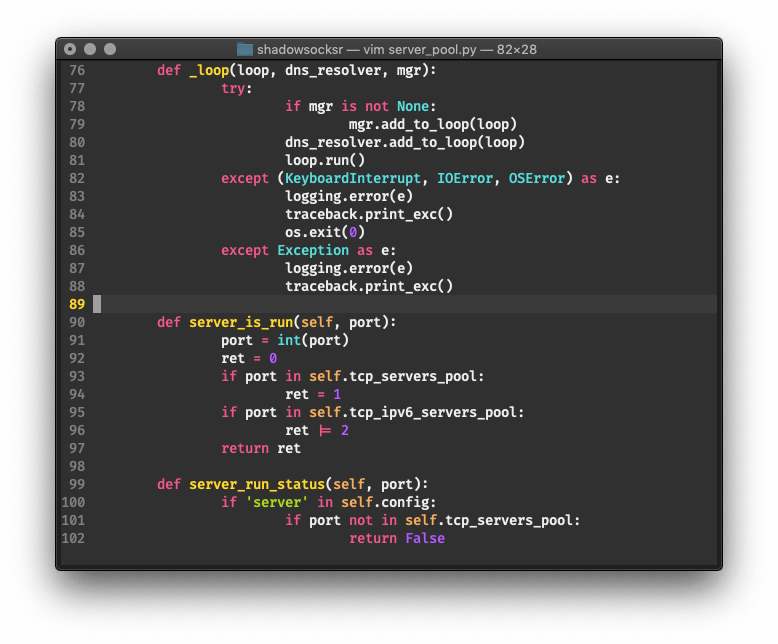 shadowsocksr — vim server_pool.py — 82×28
76 def _loop(loop, dns_resolver, mgr):
77 try:
78 if mgr is not None:
79 mgr.add_to_loop(loop)
80 dns_resolver.add_to_loop(loop)
81 loop.run()
82 except (KeyboardInterrupt, IOError, OSError) as e:
83 logging.error(e)
84 traceback.print_exc()
85 os.exit(0)
86 except Exception as e:
87 logging.error(e)
88 traceback.print_exc()
89
90 def server_is_run(self, port):
91 port = int(port)
92 ret = 0
93 if port in self.tcp_servers_pool:
94 ret = 1
95 if port in self.tcp_ipv6_servers_pool:
96 ret |= 2
97 return ret
98
99 def server_run_status(self, port):
100 if 'server' in self.config:
101 if port not in self.tcp_servers_pool:
102 return False